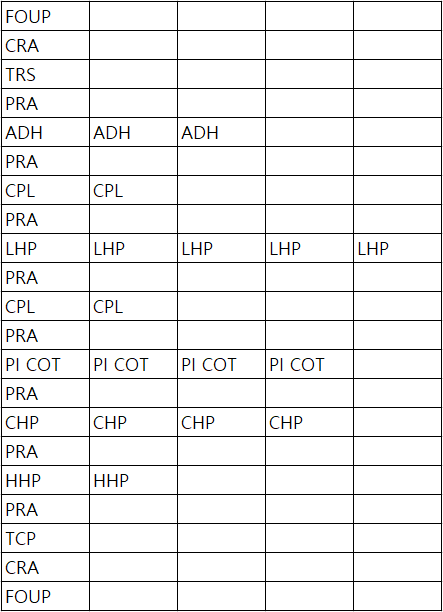 FOUP
CRA
TRS
PRA
ADH ADH ADH
PRA
CPL CPL
PRA
LHP LHP LHP LHP LHP
PRA
CPL CPL
PRA
PI COT PI COT PI COT PI COT
PRA
CHP CHP CHP CHP
PRA
HHP HHP
PRA
TCP
CRA
FOUP